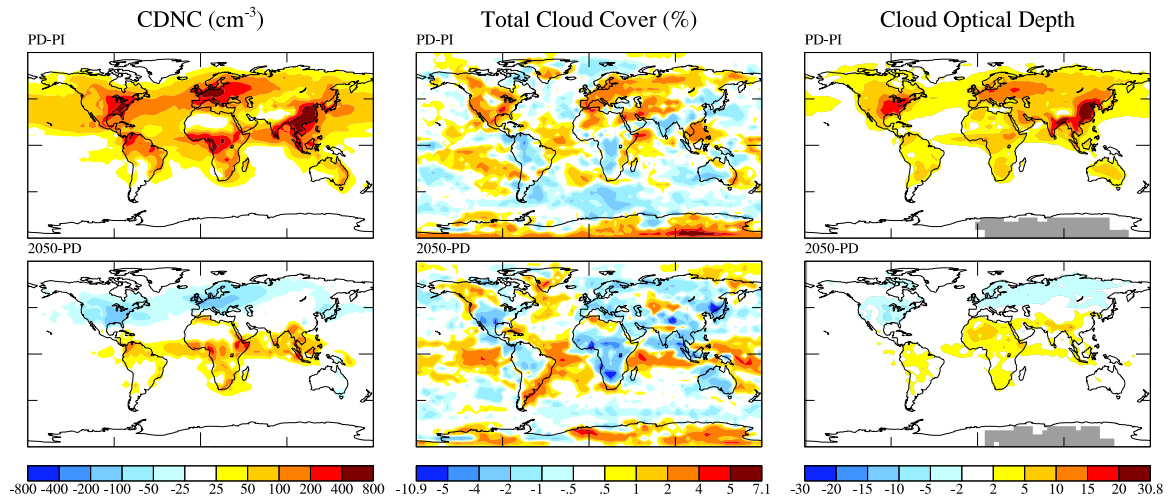 CDNC (cm-3) Total Cloud Cover (%) Cloud Optical Depth
PD-PI PD-PI PD-PI
2050-PD 2050-PD 2050-PD
-800 -400 -200 -100 -50 -25 25 50 100 200 400 800 -10.9 -5 -4 -2 -1 -.5 .5 1 2 4 5 7.1 -30 -20 -15 -10 -5 -2 2 5 10 15 20 30.8